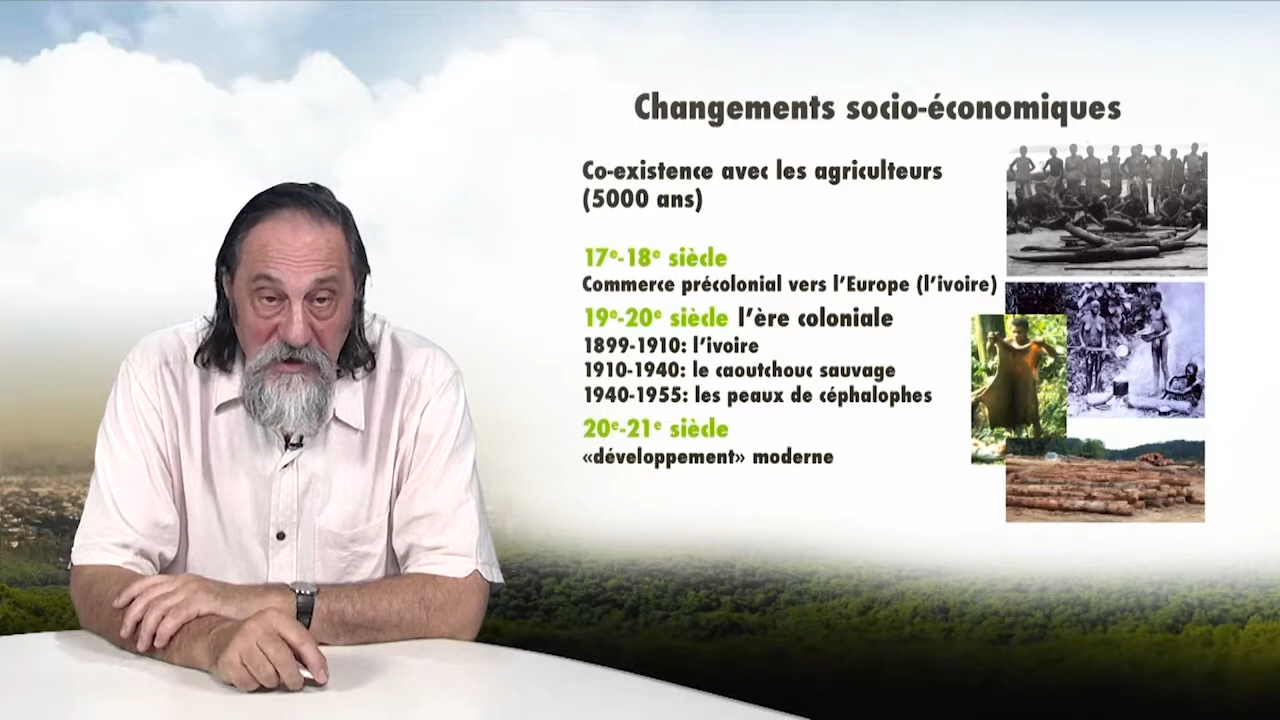 Changements socio-économiques
Co-existence avec les agriculteurs
(5000 ans)
17e-18e siècle
Commerce précolonial vers l'Europe (l'ivoire)
19e-20e siècle l'ère coloniale
1899-1910: l'ivoire
1910-1940: le caoutchouc sauvage
1940-1955: les peaux de céphalophes
20e-21e siècle
«développement» moderne